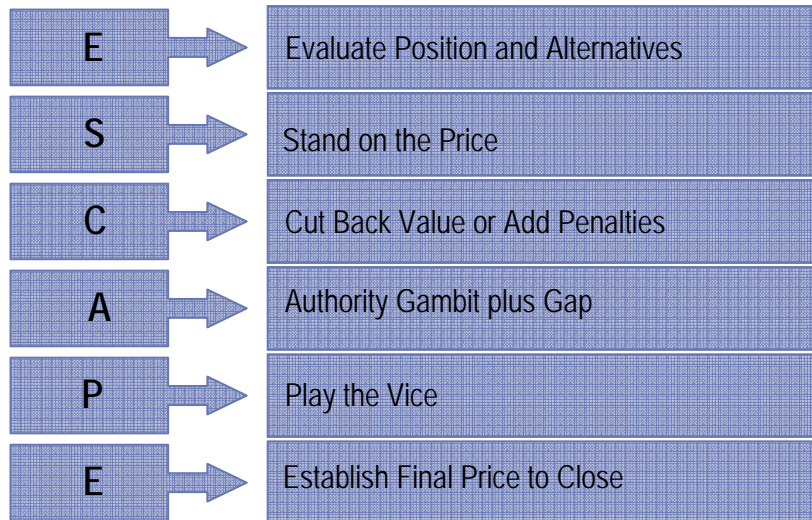 E Evaluate Position and Alternatives
S Stand on the Price
C Cut Back Value or Add Penalties
A Authority Gambit plus Gap
P Play the Vice
E Establish Final Price to Close